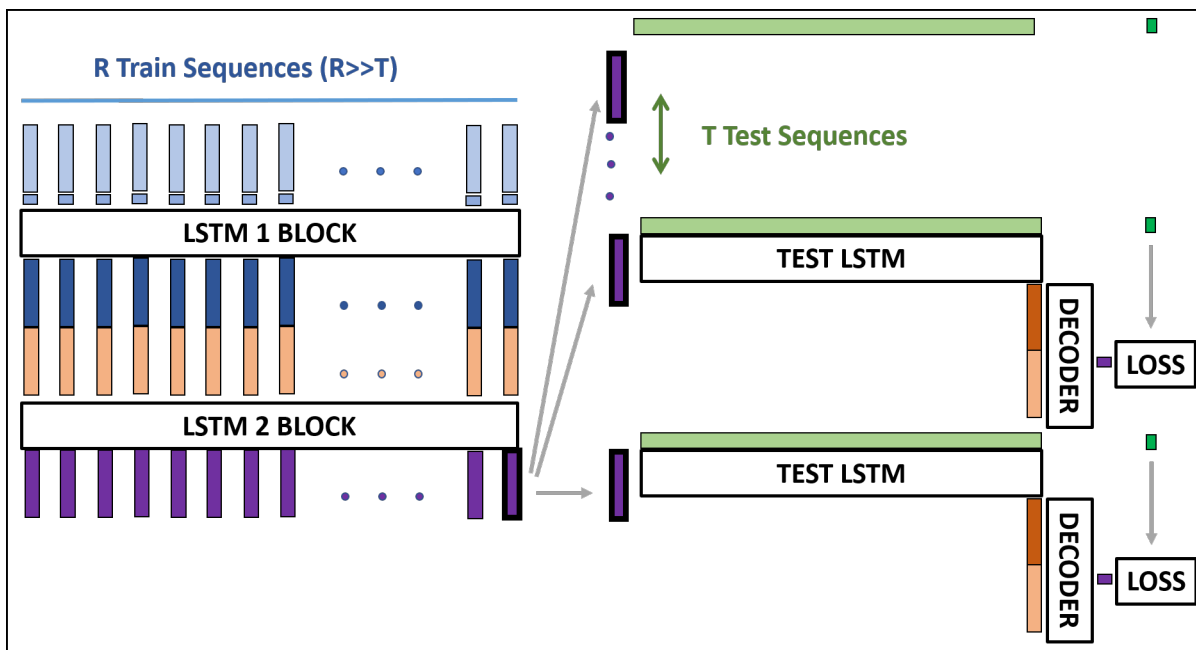 R Train Sequences (R>>T)
LSTM 1 BLOCK
LSTM 2 BLOCK
T Test Sequences
TEST LSTM
DECODER
LOSS
TEST LSTM
DECODER
LOSS